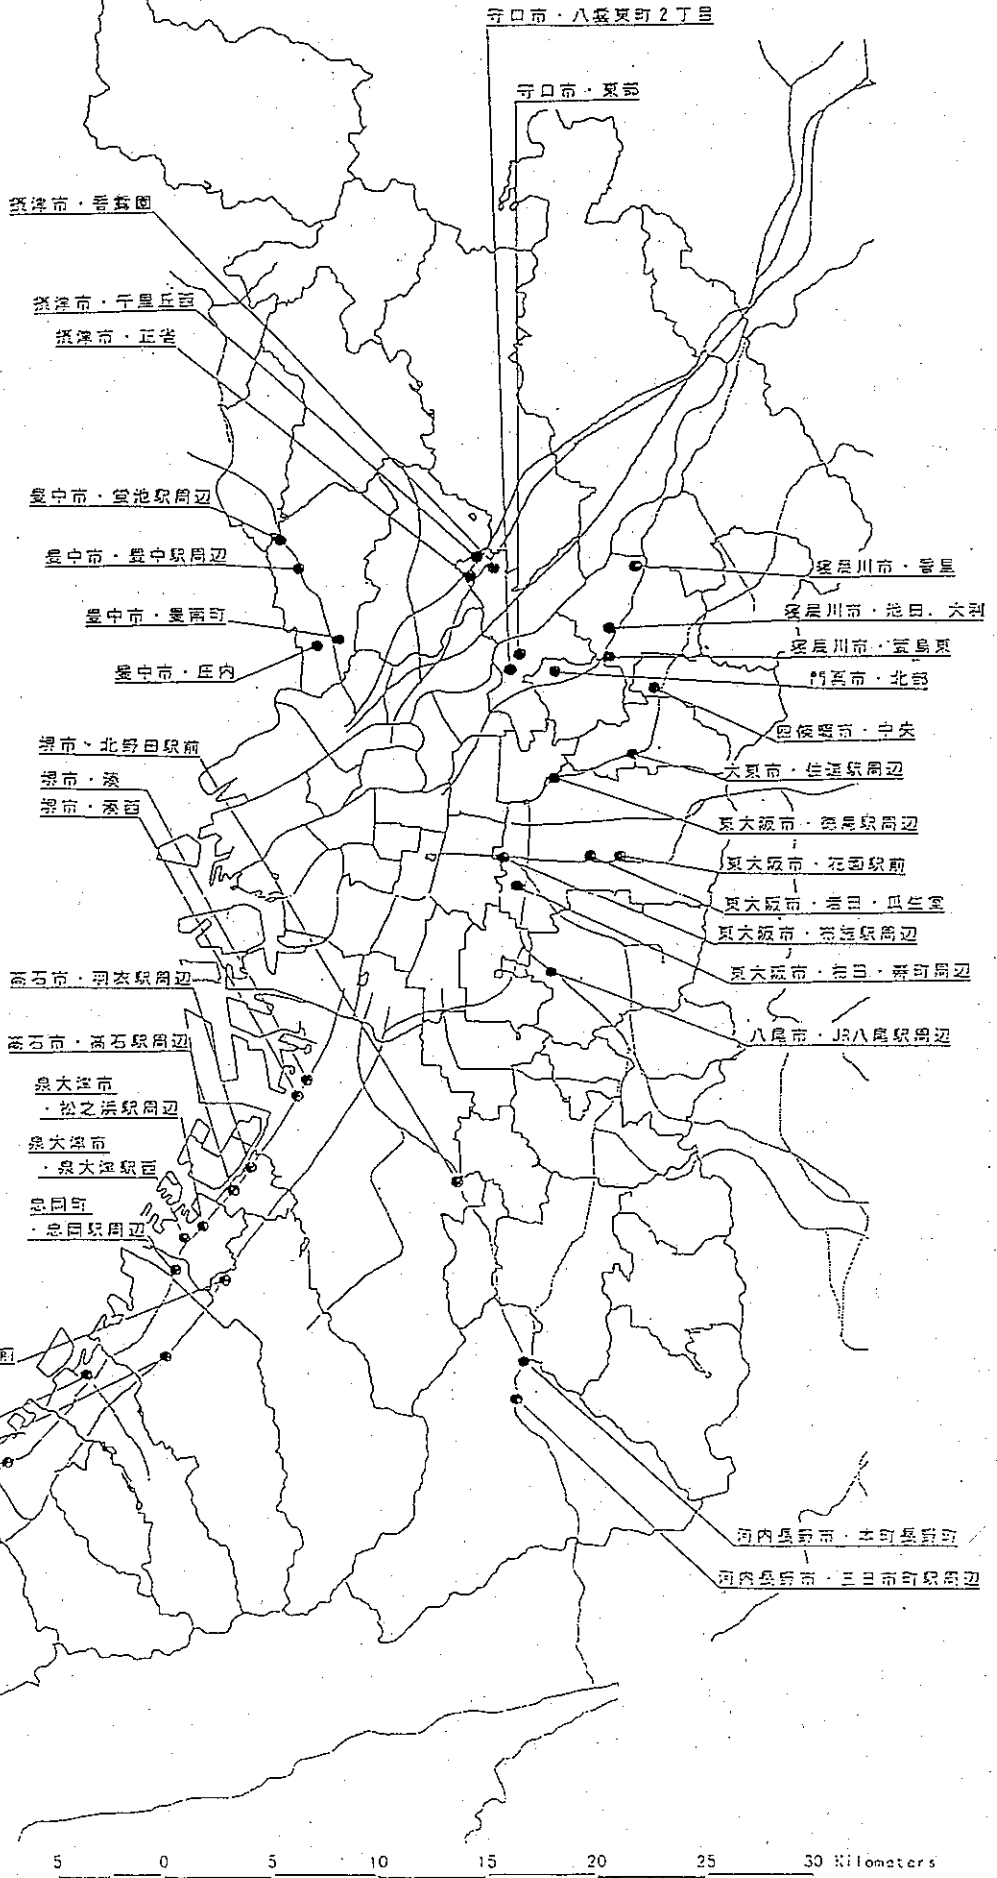 守口市・八雲東町２丁目
守口市・東部
摂津市・香露園
摂津市・千里丘西
摂津市・正雀
豊中市・蛍池駅周辺
豊中市・豊中駅周辺
豊中市・豊南町
豊中市・庄内
堺市・北野田駅前
堺市・湊
堺市・湊西
高石市・羽衣駅周辺
高石市・高石駅周辺
泉大津市
・松之浜駅周辺
泉大津市
・泉大津駅西
忠岡町
・忠岡駅周辺
寝屋川市・香里
寝屋川市・池田、大利
寝屋川市・萱島東
門真市・北部
四條畷市・中央
大東市・住道駅周辺
東大阪市・徳庵駅周辺
東大阪市・花園駅前
東大阪市・若田・瓜生堂
東大阪市・布施駅周辺
東大阪市・ 周辺
八尾市・JR八尾駅周辺
河内長野市・本町長野町
河内長野市・三日市町駅周辺
5 0 5 10 15 20 25 30 Kilometers